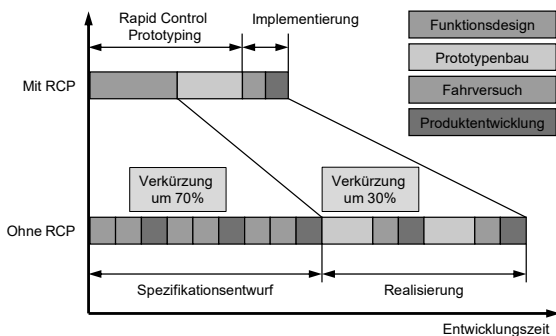 Rapid Control
Prototyping
Implementierung
Funktionsdesign
Prototypenbau
Fahrversuch
Produktentwicklung
Mit RCP
Verkürzung
um 70%
Verkürzung
um 30%
Ohne RCP
Spezifikationsentwurf
Realisierung
Entwicklungszeit